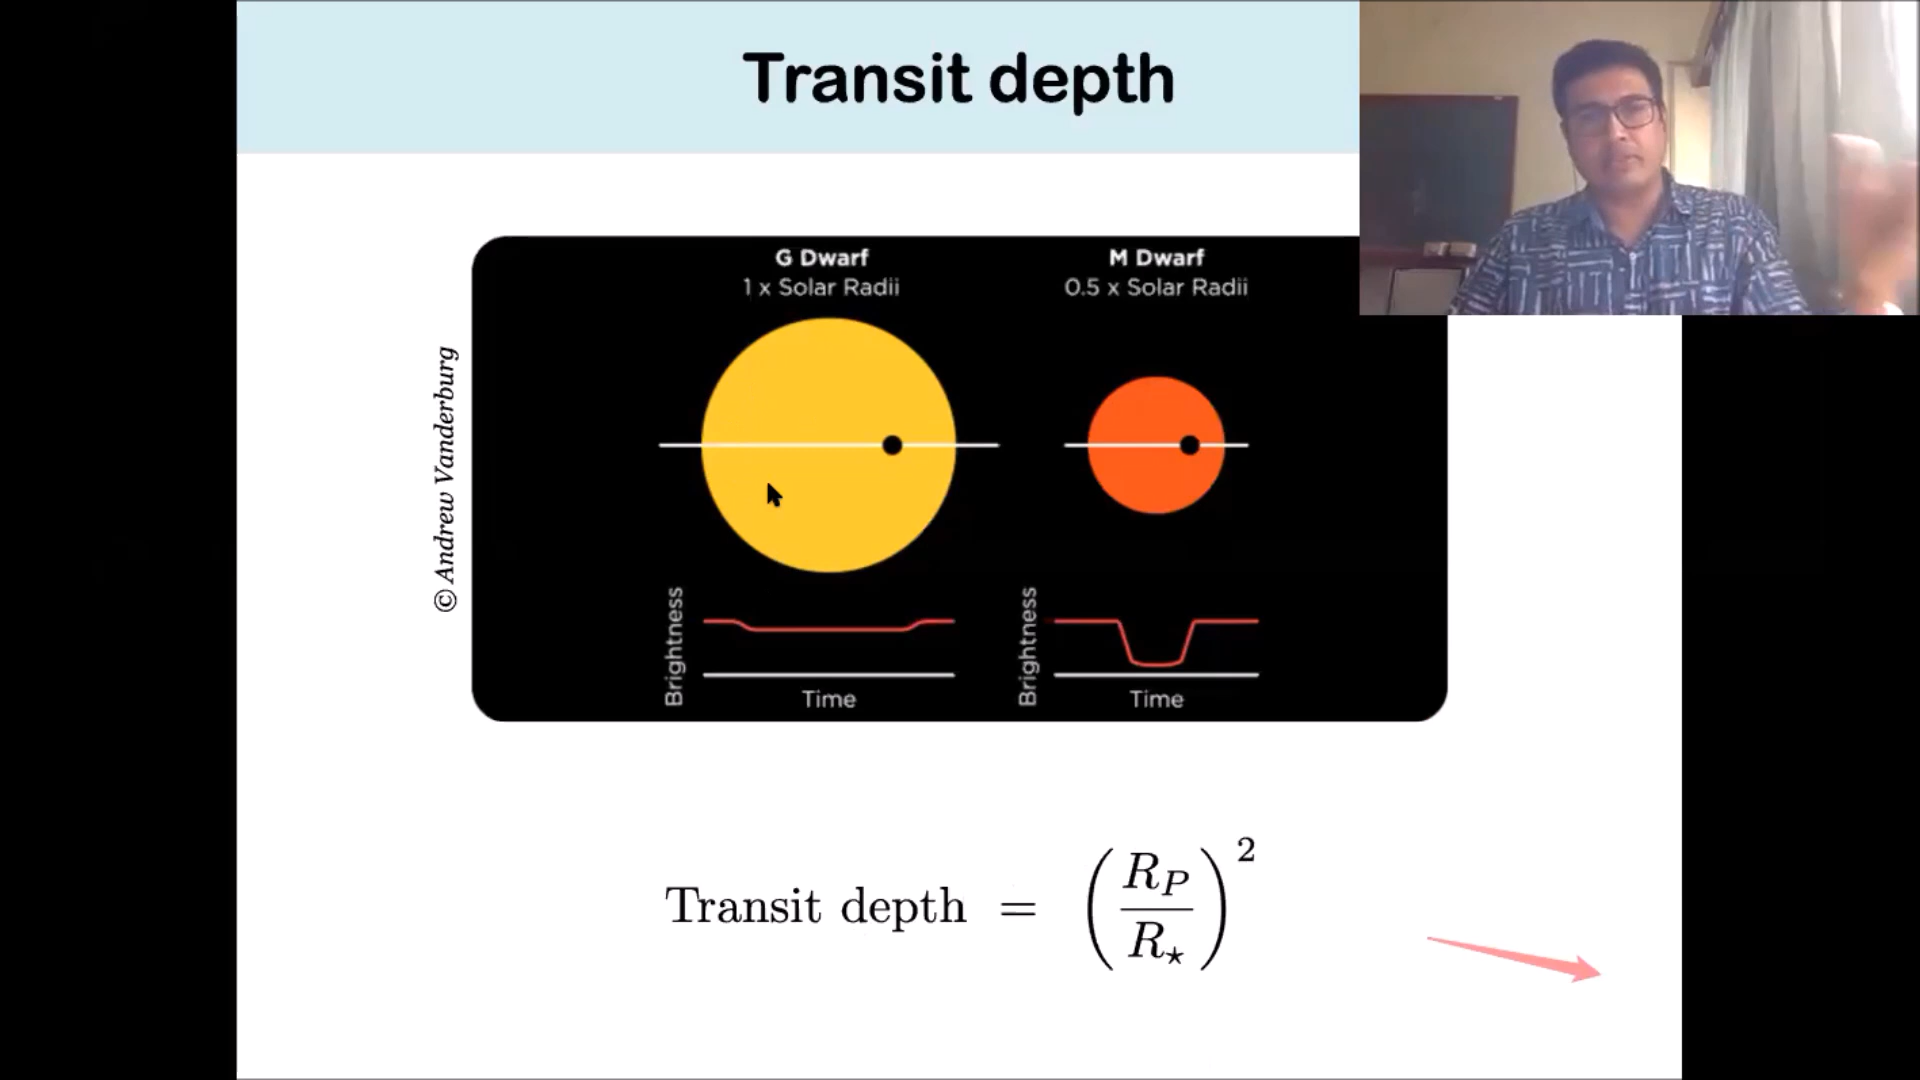 Transit depth
© Andrew Vanderburg
G Dwarf
1 x Solar Radii
M Dwarf
0.5 x Solar Radii
Brightness
Time
Brightness
Time
Transit depth = (R_P / R_⋆)^2